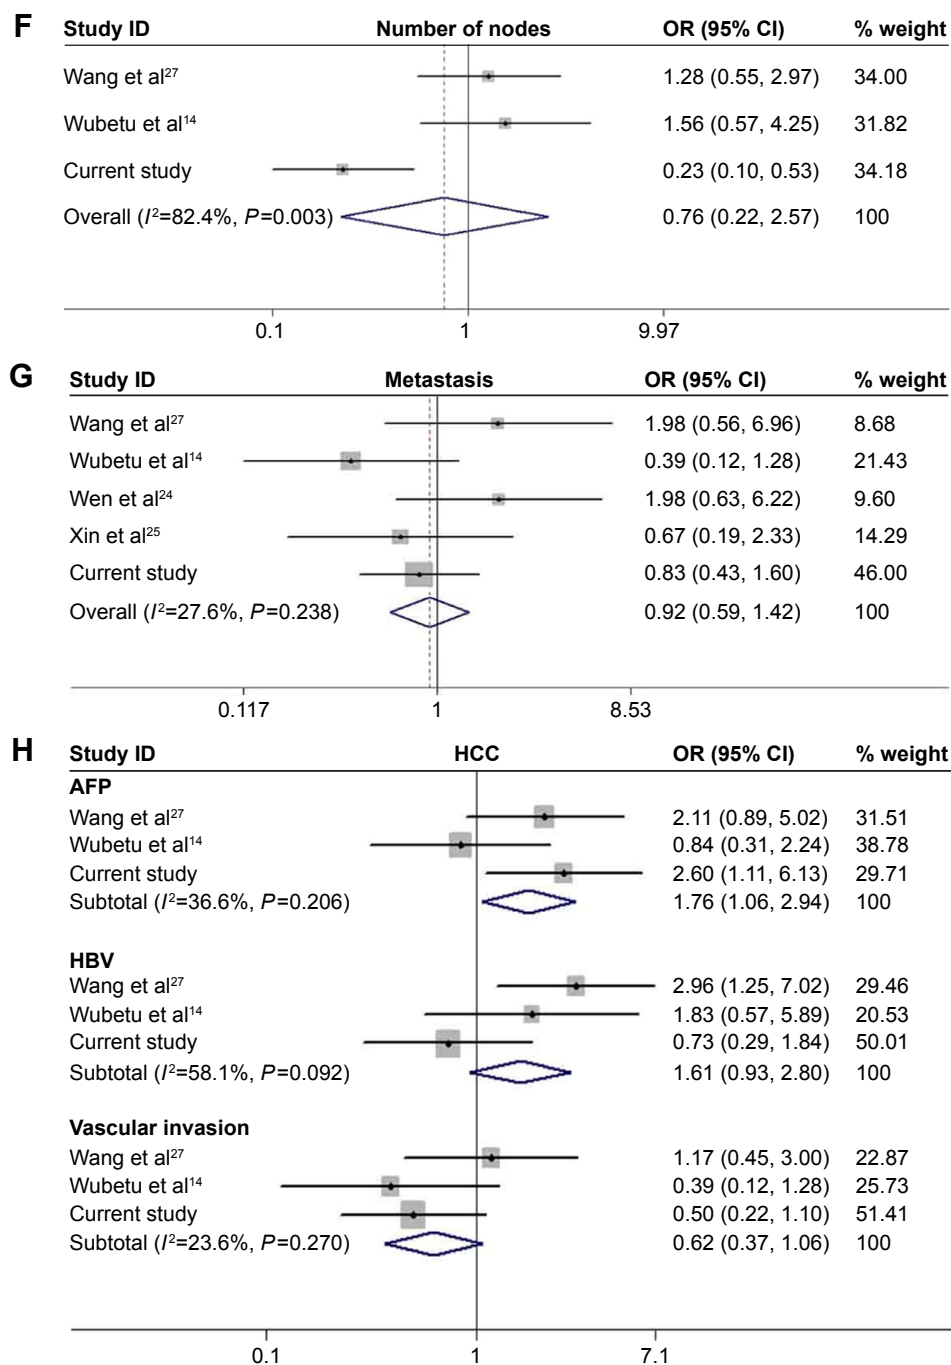 F Study ID Number of nodes OR (95% CI) % weight
Wang et al27 1.28 (0.55, 2.97) 34.00
Wubetu et al14 1.56 (0.57, 4.25) 31.82
Current study 0.23 (0.10, 0.53) 34.18
Overall (I2=82.4%, P=0.003) 0.76 (0.22, 2.57) 100
0.1 1 9.97
G Study ID Metastasis OR (95% CI) % weight
Wang et al27 1.98 (0.56, 6.96) 8.68
Wubetu et al14 0.39 (0.12, 1.28) 21.43
Wen et al24 1.98 (0.63, 6.22) 9.60
Xin et al25 0.67 (0.19, 2.33) 14.29
Current study 0.83 (0.43, 1.60) 46.00
Overall (I2=27.6%, P=0.238) 0.92 (0.59, 1.42) 100
0.117 1 8.53
H Study ID HCC OR (95% CI) % weight
AFP
Wang et al27 2.11 (0.89, 5.02) 31.51
Wubetu et al14 0.84 (0.31, 2.24) 38.78
Current study 2.60 (1.11, 6.13) 29.71
Subtotal (I2=36.6%, P=0.206) 1.76 (1.06, 2.94) 100
HBV
Wang et al27 2.96 (1.25, 7.02) 29.46
Wubetu et al14 1.83 (0.57, 5.89) 20.53
Current study 0.73 (0.29, 1.84) 50.01
Subtotal (I2=58.1%, P=0.092) 1.61 (0.93, 2.80) 100
Vascular invasion
Wang et al27 1.17 (0.45, 3.00) 22.87
Wubetu et al14 0.39 (0.12, 1.28) 25.73
Current study 0.50 (0.22, 1.10) 51.41
Subtotal (I2=23.6%, P=0.270) 0.62 (0.37, 1.06) 100
0.1 1 7.1